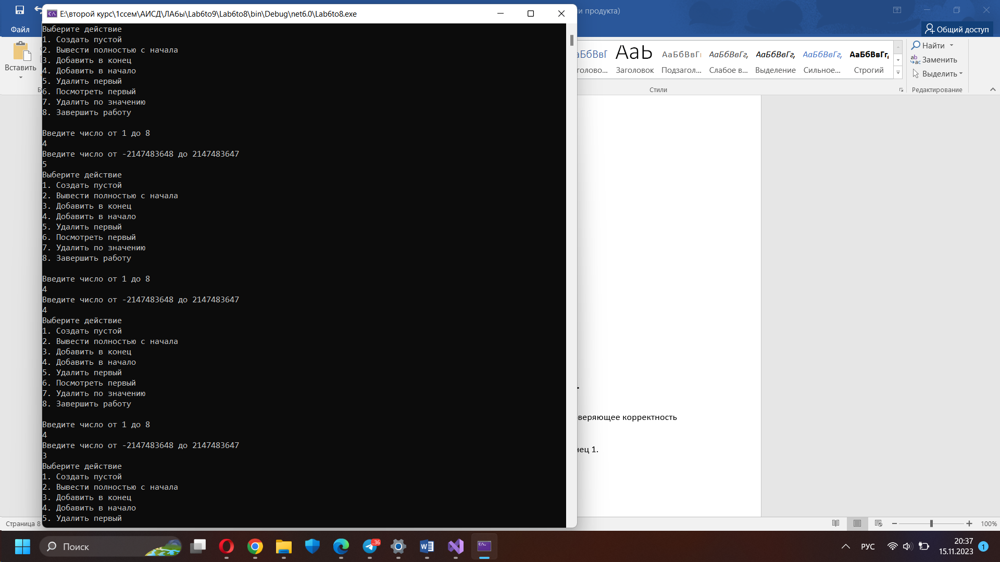 E:\второй курс\1ссем\АИСД\ЛАбы\Lab6to9\Lab6to8\bin\Debug\net6.0\Lab6to8.exe
и продукта)
Файл
Общий доступ
Вставить
АаБбВвГ
АаЬ
АаБбВвГг
АаБбВвГг,
АаБбВвГг,
АаБбВвГг,
АаБбВвГг,
Заголовок
Подзагол...
Слабое в...
Выделение
Сильное...
Строгий
Стили
Найти
Заменить
Выделить
Редактирование
Выберите действие
1. Создать пустой
2. Вывести полностью с начала
3. Добавить в конец
4. Добавить в начало
5. Удалить первый
6. Посмотреть первый
7. Удалить по значению
8. Завершить работу
Введите число от 1 до 8
4
Введите число от -2147483648 до 2147483647
5
Выберите действие
1. Создать пустой
2. Вывести полностью с начала
3. Добавить в конец
4. Добавить в начало
5. Удалить первый
6. Посмотреть первый
7. Удалить по значению
8. Завершить работу
Введите число от 1 до 8
4
Введите число от -2147483648 до 2147483647
4
Выберите действие
1. Создать пустой
2. Вывести полностью с начала
3. Добавить в конец
4. Добавить в начало
5. Удалить первый
6. Посмотреть первый
7. Удалить по значению
8. Завершить работу
Введите число от 1 до 8
4
Введите число от -2147483648 до 2147483647
3
Выберите действие
1. Создать пустой
2. Вывести полностью с начала
3. Добавить в конец
4. Добавить в начало
5. Удалить первый
оверяющее корректность
нец 1.
Страница 8
100%
Поиск
..36
РУС
20:37
15.11.2023
1